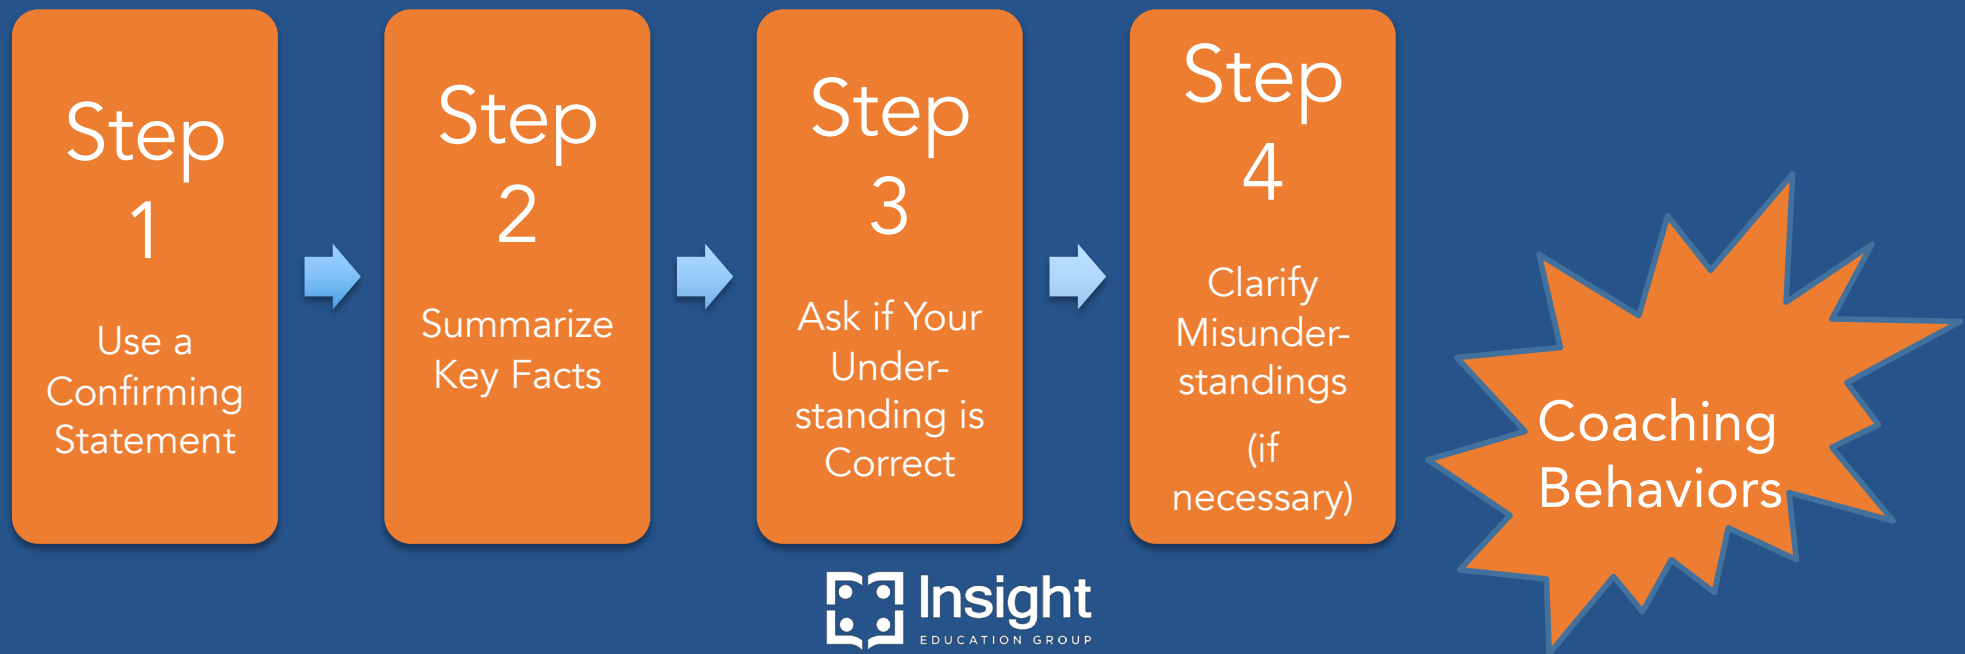 Step
1
Use a
Confirming
Statement
Step
2
Summarize
Key Facts
Step
3
Ask if Your
Under-
standing is
Correct
Step
4
Clarify
Misunder-
standings
(if
necessary)
Coaching
Behaviors
Insight
EDUCATION GROUP